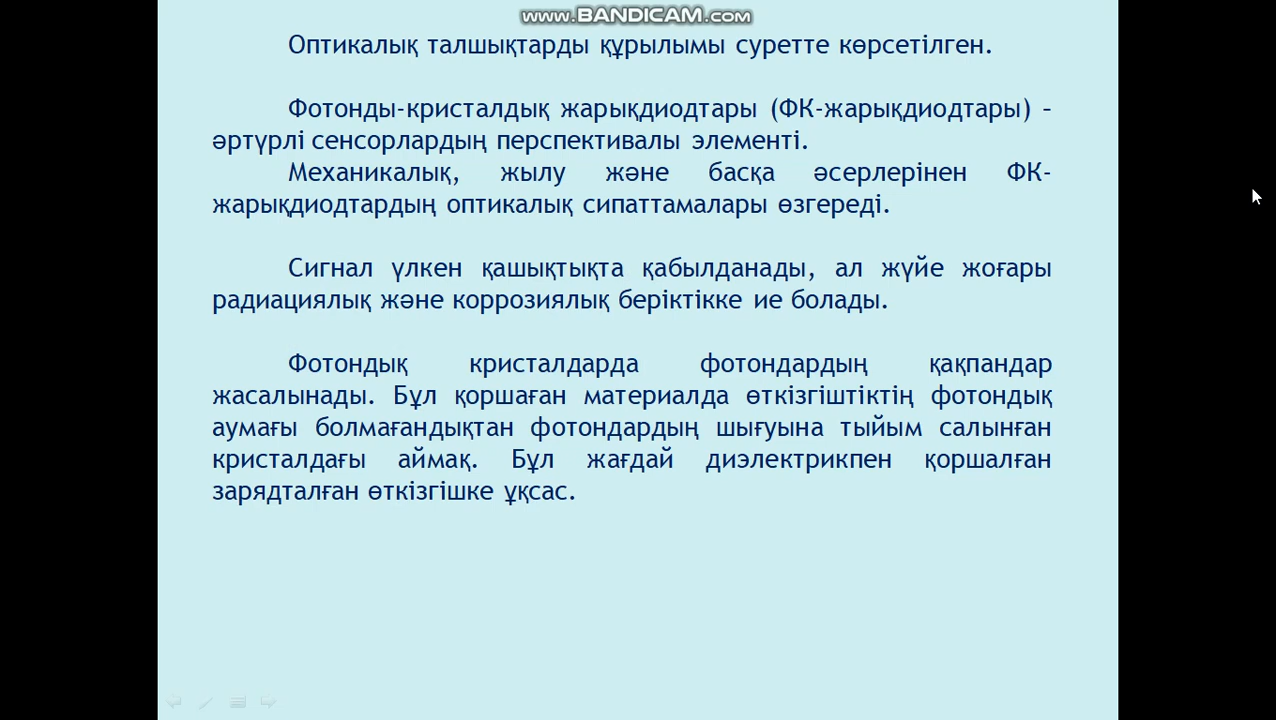 www.BANDICAM.com
Оптикалық талшықтарды құрылымы суретте көрсетілген.
Фотонды-кристалдық жарықдиодтары (ФК-жарықдиодтары) -
әртүрлі сенсорлардың перспективалы элементі.
Механикалық, жылу және басқа әсерлерінен ФК-
жарықдиодтардың оптикалық сипаттамалары өзгереді.
Сигнал үлкен қашықтықта қабылданады, ал жүйе жоғары
радиациялық және коррозиялық беріктікке ие болады.
Фотондық кристалдарда фотондардың қақпандар
жасалынады. Бұл қоршаған материалда өткізгіштіктің фотондық
аумағы болмағандықтан фотондардың шығуына тыйым салынған
кристалдағы аймақ. Бұл жағдай диэлектрикпен қоршалған
зарядталған өткізгішке ұқсас.